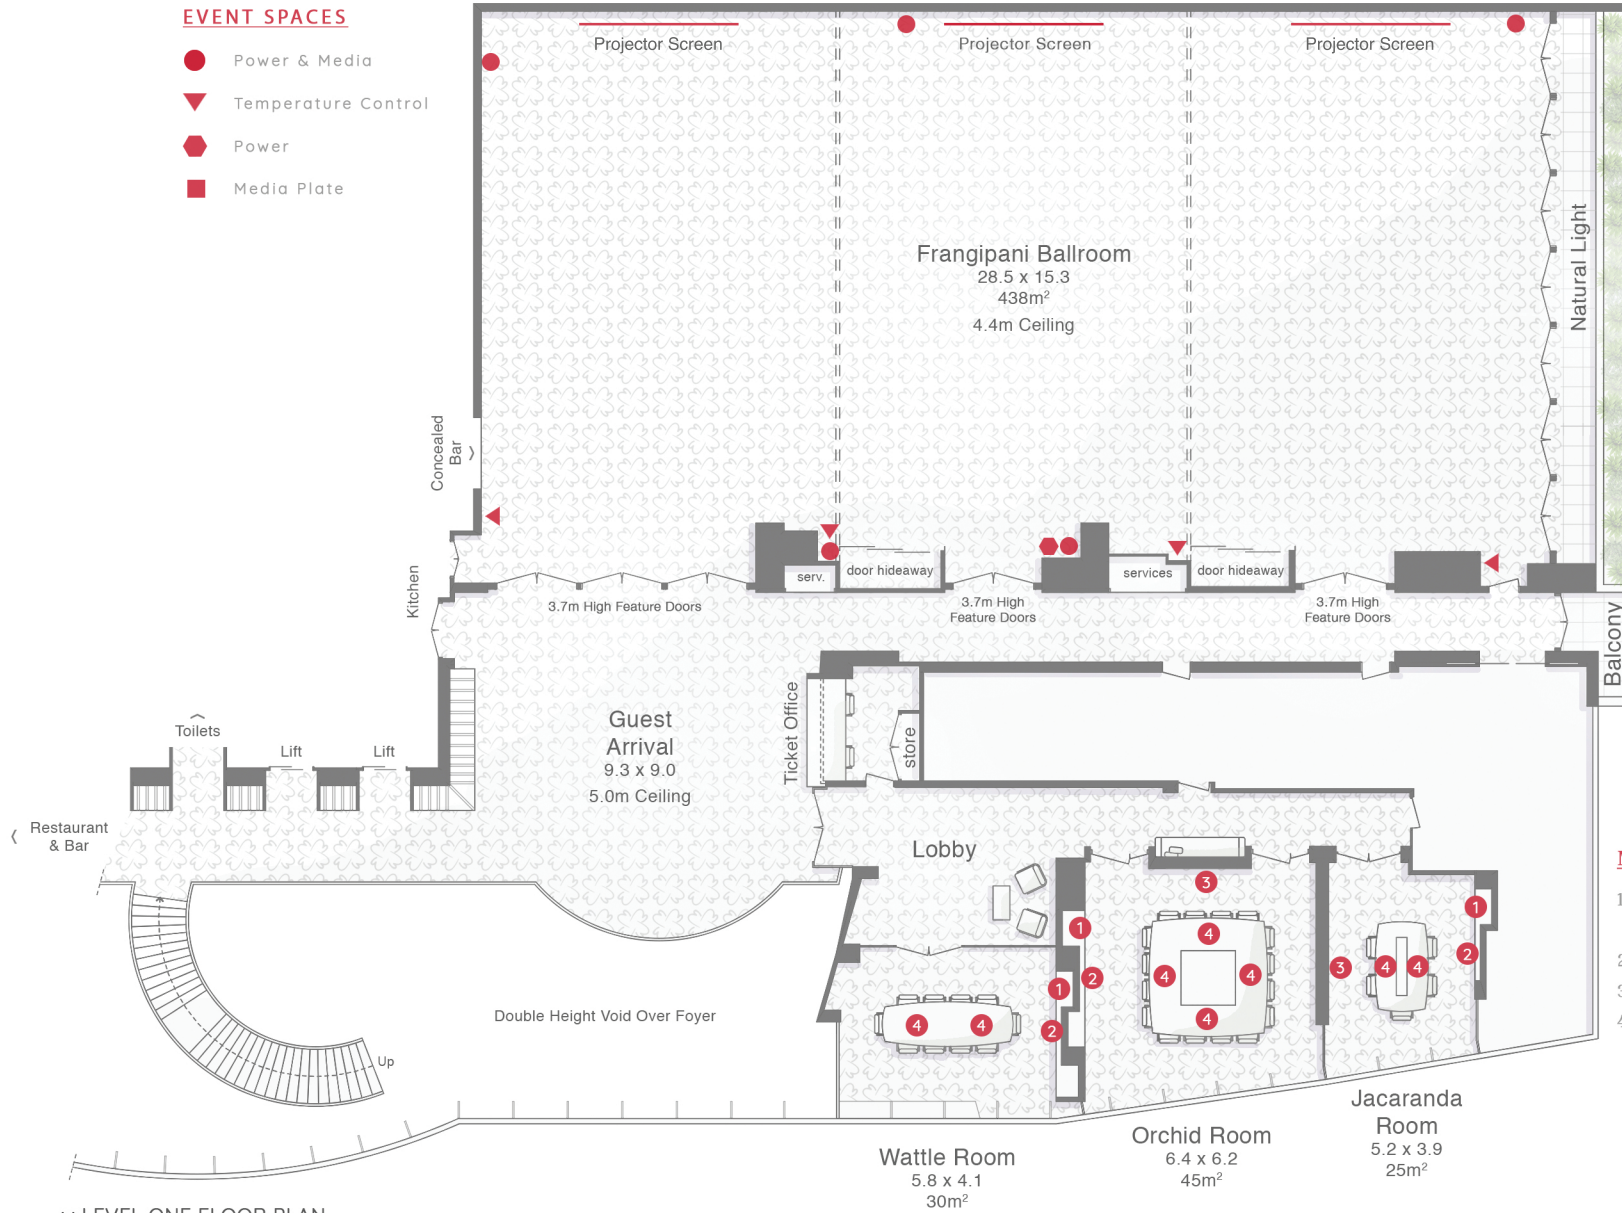 EVENT SPACES
Power & Media
Temperature Control
Power
Media Plate
Projector Screen
Projector Screen
Projector Screen
Frangipani Ballroom
28.5 x 15.3
438m²
4.4m Ceiling
Natural Light
Concealed
Bar
Kitchen
serv.
door hideaway
services
door hideaway
3.7m High Feature Doors
3.7m High
Feature Doors
3.7m High
Feature Doors
Balcony
Toilets
Lift
Lift
Guest
Arrival
9.3 x 9.0
5.0m Ceiling
Ticket Office
store
Restaurant
& Bar
Lobby
Double Height Void Over Foyer
Up
1
2
4
4
1
2
3
4
4
4
4
1
2
3
4
4
Wattle Room
5.8 x 4.1
30m²
Orchid Room
6.4 x 6.2
45m²
Jacaranda
Room
5.2 x 3.9
25m²
LEVEL ONE FLOOR PLAN